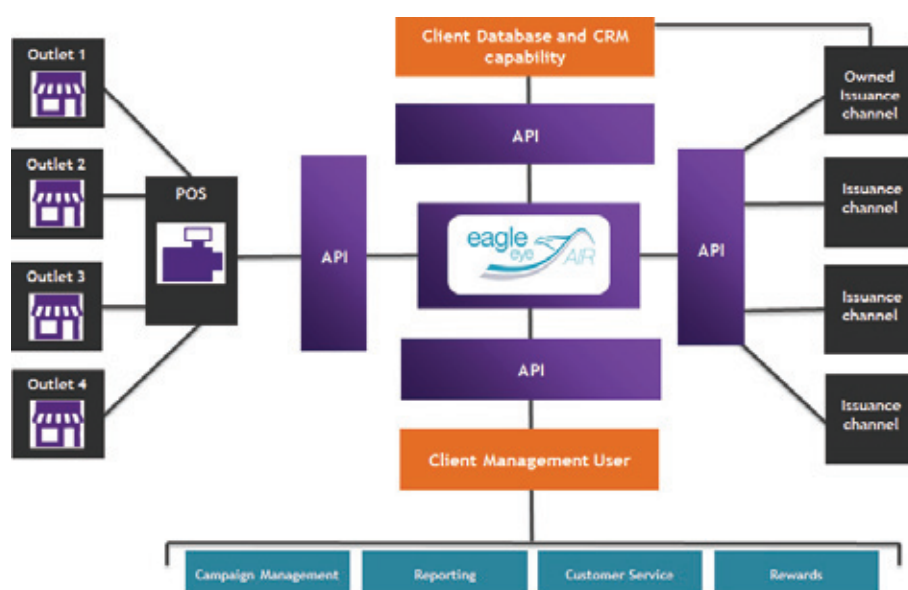 Client Database and CRM
capability
Outlet 1
Owned
Issuance
channel
API
Outlet 2
POS
API
eagle
eye
AIR
API
Issuance
channel
Outlet 3
Issuance
channel
API
Outlet 4
Issuance
channel
Client Management User
Campaign Management
Reporting
Customer Service
Rewards